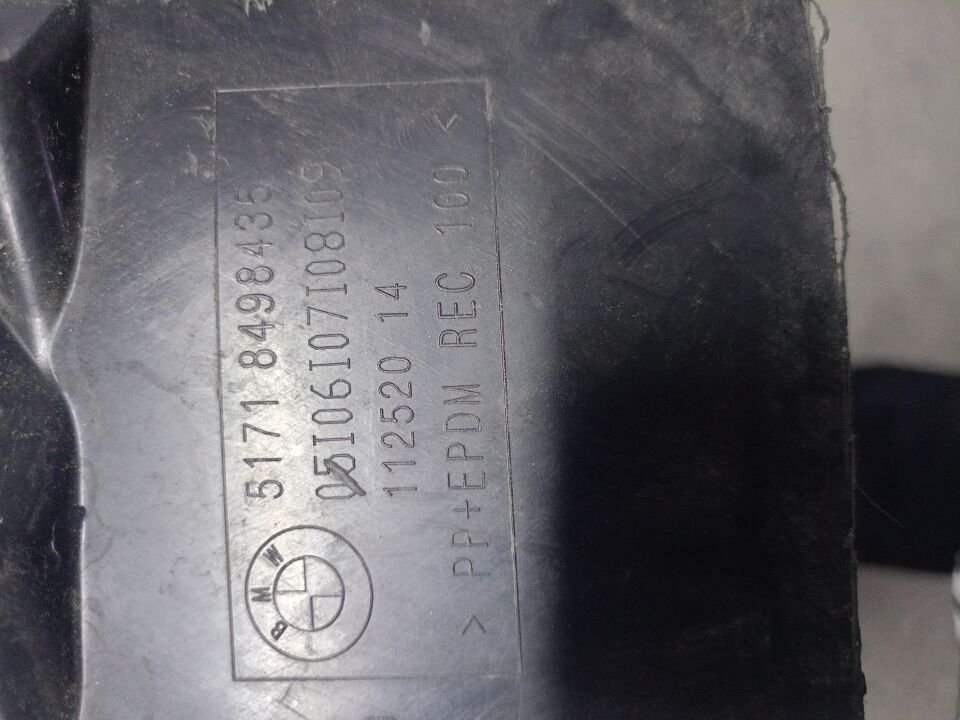 BMW
5171 8498435
05I06I07I08I09
112520 14
>PP+EPDM REC 100<